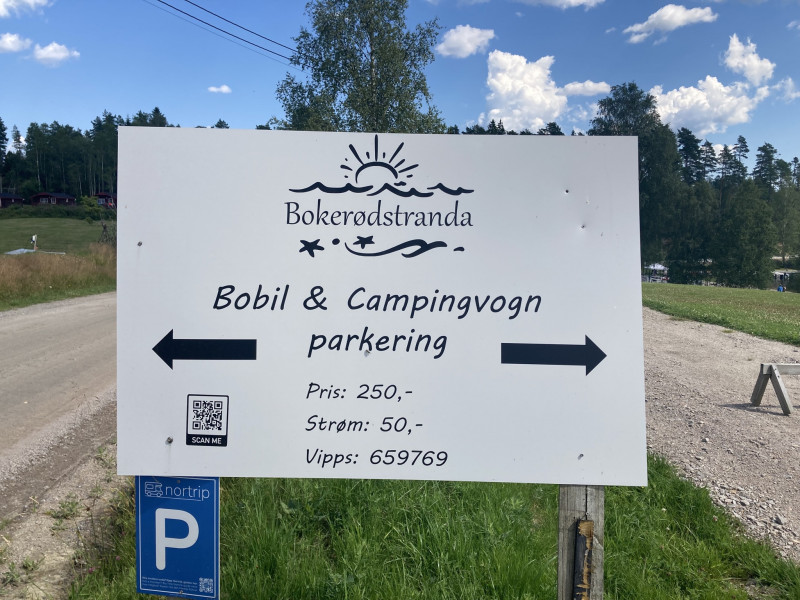 Bokerødstranda
Bobil & Campingvogn
parkering
Pris: 250,-
Strøm: 50,-
Vipps: 659769
SCAN ME
nortrip
P